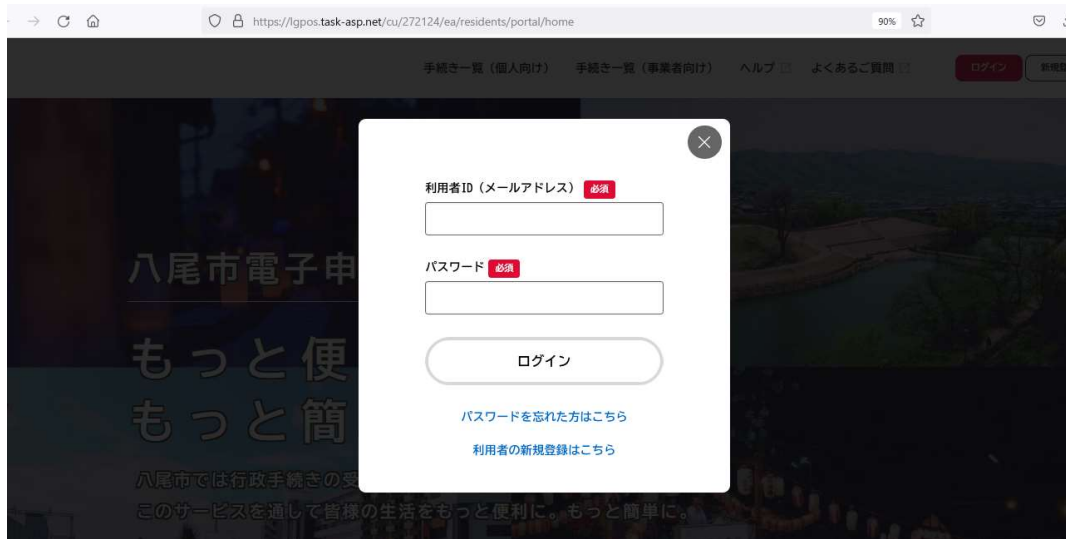 https://lgpos.task-asp.net/cu/272124/ea/residents/portal/home
90%
手続き一覧（個人向け） 手続き一覧（事業者向け） ヘルプ よくあるご質問 ログイン 新規登
利用者ID（メールアドレス） 必須
八尾市電子申
パスワード 必須
もっと便
ログイン
もっと簡
パスワードを忘れた方はこちら
利用者の新規登録はこちら
八尾市では行政手続きの受
このサービスを通して皆様の生活をもっと便利に。もっと簡単に。